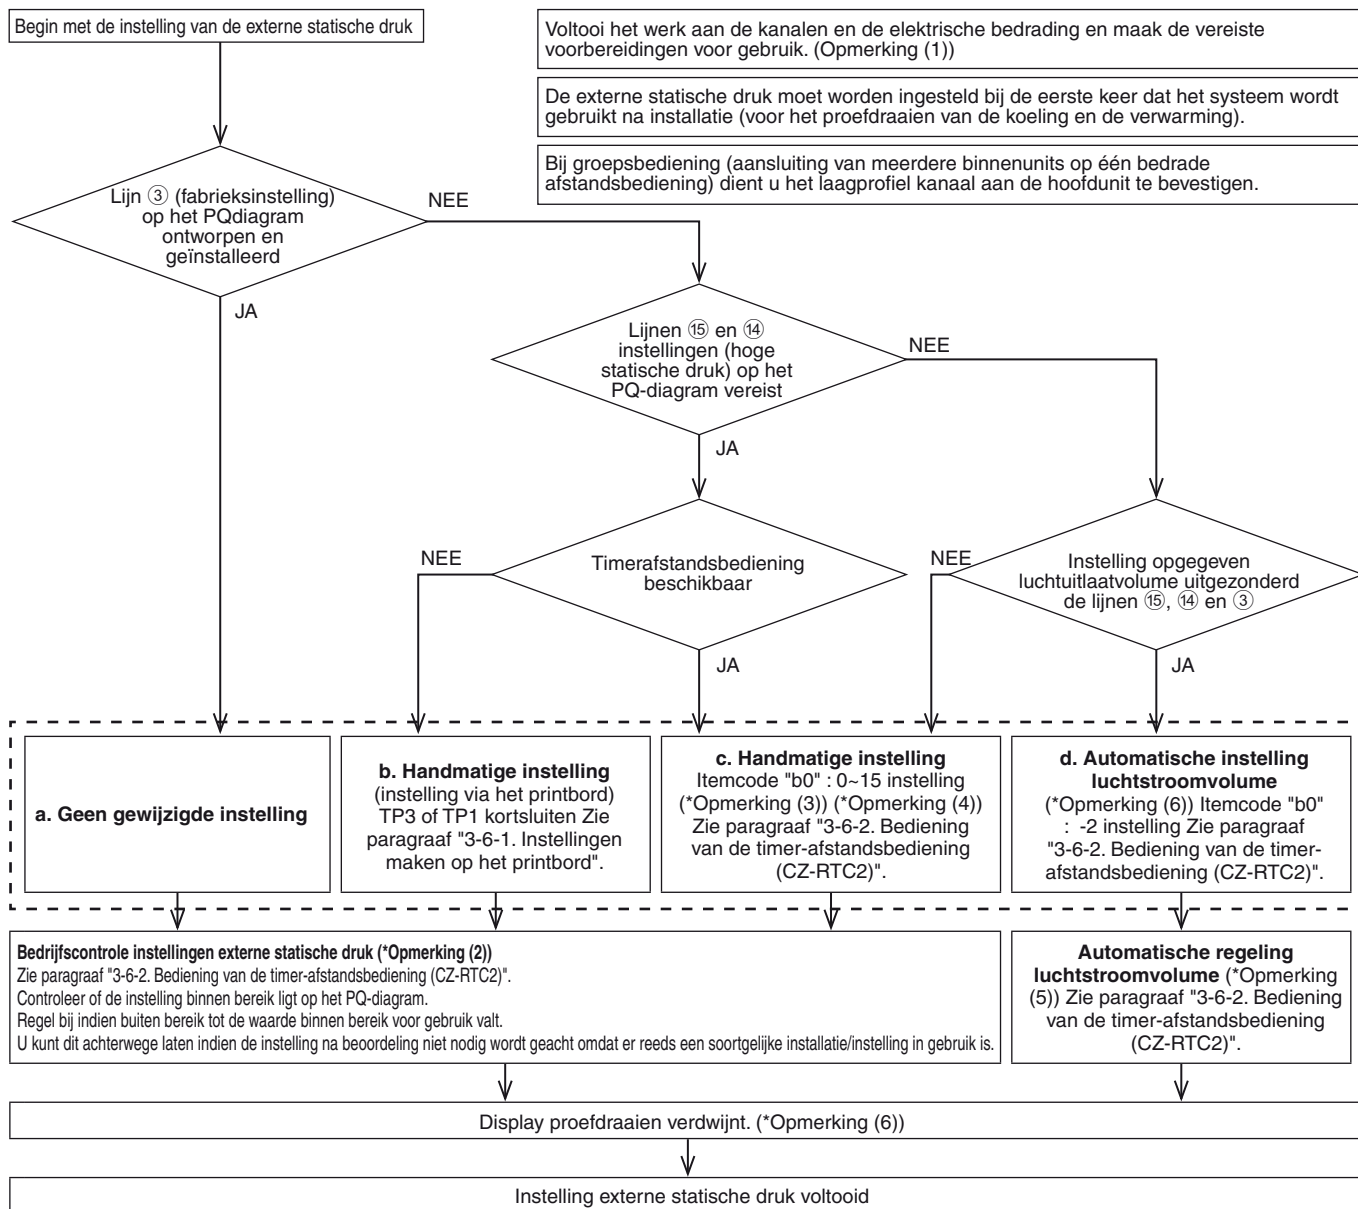 Begin met de instelling van de externe statische druk
Voltooi het werk aan de kanalen en de elektrische bedrading en maak de vereiste
voorbereidingen voor gebruik. (Opmerking (1))
De externe statische druk moet worden ingesteld bij de eerste keer dat het systeem wordt
gebruikt na installatie (voor het proefdraaien van de koeling en de verwarming).
Bij groepsbediening (aansluiting van meerdere binnenunits op één bedrade
afstandsbediening) dient u het laagprofiel kanaal aan de hoofdunit te bevestigen.
Lijn ③ (fabrieksinstelling)
op het PQdiagram
ontworpen en
geïnstalleerd
NEE
JA
Lijnen ⑮ en ⑭
instellingen (hoge
statische druk) op het
PQ-diagram vereist
NEE
JA
Timerafstandsbediening
beschikbaar
NEE
JA
Instelling opgegeven
luchtuitlaatvolume uitgezonderd
de lijnen ⑮, ⑭ en ③
NEE
JA
a. Geen gewijzigde instelling
b. Handmatige instelling
(instelling via het printbord)
TP3 of TP1 kortsluiten Zie
paragraaf "3-6-1. Instellingen
maken op het printbord".
c. Handmatige instelling
Itemcode "b0" : 0~15 instelling
(*Opmerking (3)) (*Opmerking (4))
Zie paragraaf "3-6-2. Bediening
van de timer-afstandsbediening
(CZ-RTC2)".
d. Automatische instelling
luchtstroomvolume
(*Opmerking (6)) Itemcode "b0"
: -2 instelling Zie paragraaf
"3-6-2. Bediening van de timer-
afstandsbediening (CZ-RTC2)".
Bedrijfscontrole instellingen externe statische druk (*Opmerking (2))
Zie paragraaf "3-6-2. Bediening van de timer-afstandsbediening (CZ-RTC2)".
Controleer of de instelling binnen bereik ligt op het PQ-diagram.
Regel bij indien buiten bereik tot de waarde binnen bereik voor gebruik valt.
U kunt dit achterwege laten indien de instelling na beoordeling niet nodig wordt geacht omdat er reeds een soortgelijke installatie/instelling in gebruik is.
Automatische regeling
luchtstroomvolume (*Opmerking
(5)) Zie paragraaf "3-6-2. Bediening
van de timer-afstandsbediening
(CZ-RTC2)".
Display proefdraaien verdwijnt. (*Opmerking (6))
Instelling externe statische druk voltooid